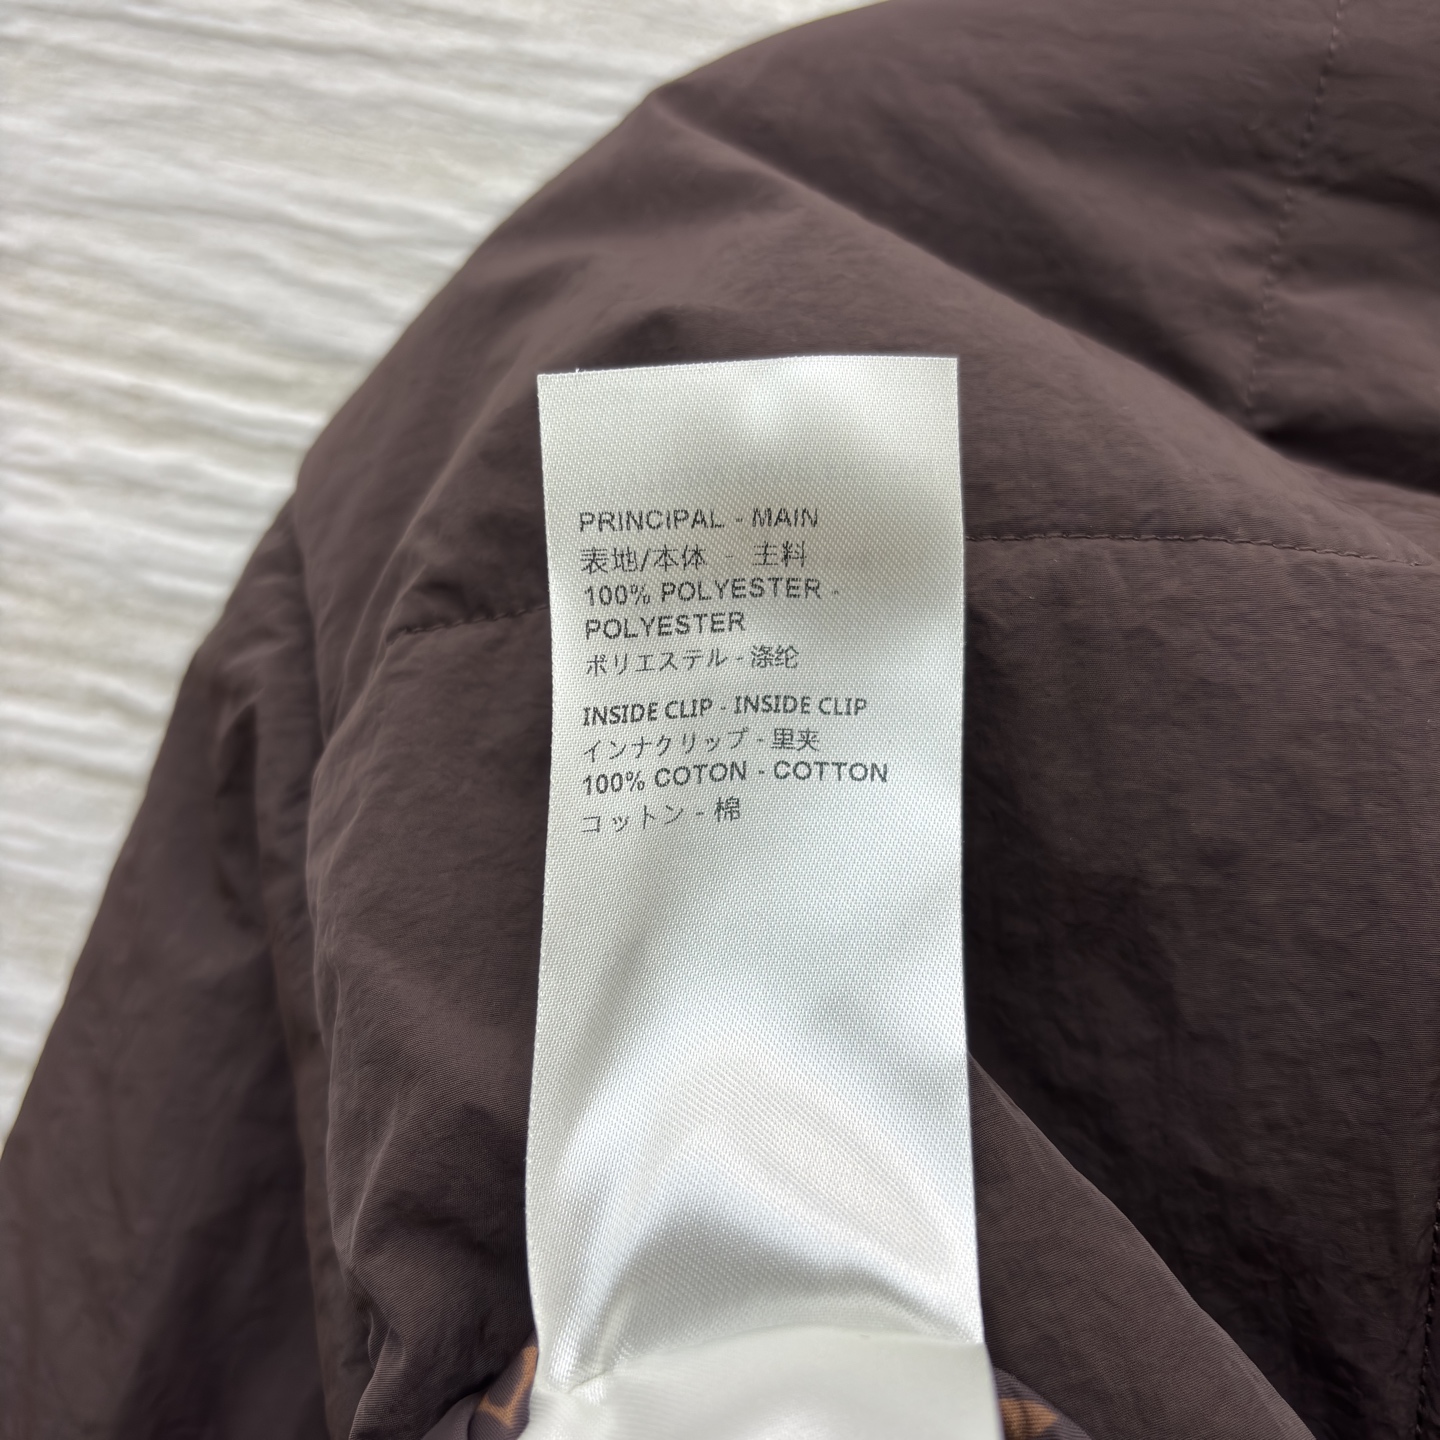 PRINCIPAL - MAIN
表地/本体 - 主料
100% POLYESTER -
POLYESTER
ポリエステル - 涤纶
INSIDE CLIP - INSIDE CLIP
インナクリップ - 里夹
100% COTON - COTTON
コットン - 棉